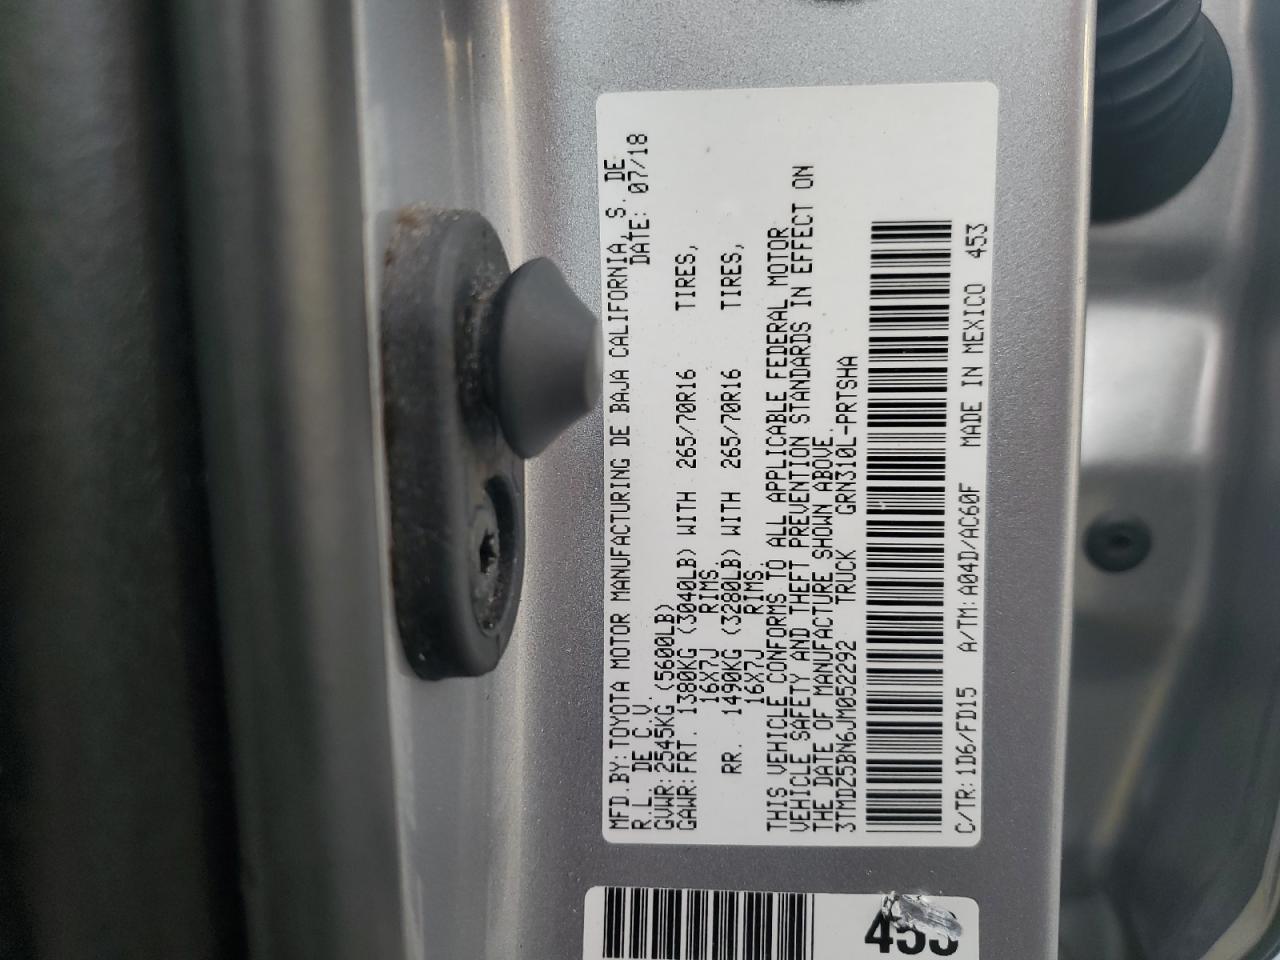 MFD.BY:TOYOTA MOTOR MANUFACTURING DE BAJA CALIFORNIA, S. DE
R.L. DE C.V. DATE: 07/18
GVWR:2545KG (5600LB)
GAWR:FRT. 1380KG (3040LB) WITH 265/70R16 TIRES,
16X7J RIMS.
RR. 1490KG (3280LB) WITH 265/70R16 TIRES,
16X7J RIMS.
THIS VEHICLE CONFORMS TO ALL APPLICABLE FEDERAL MOTOR
VEHICLE SAFETY AND THEFT PREVENTION STANDARDS IN EFFECT ON
THE DATE OF MANUFACTURE SHOWN ABOVE.
3TMDZ5BN6JM052292 TRUCK GRN310L-PRTSHA
C/TR:1D6/FD15 A/TM:A04D/AC60F MADE IN MEXICO 453
453